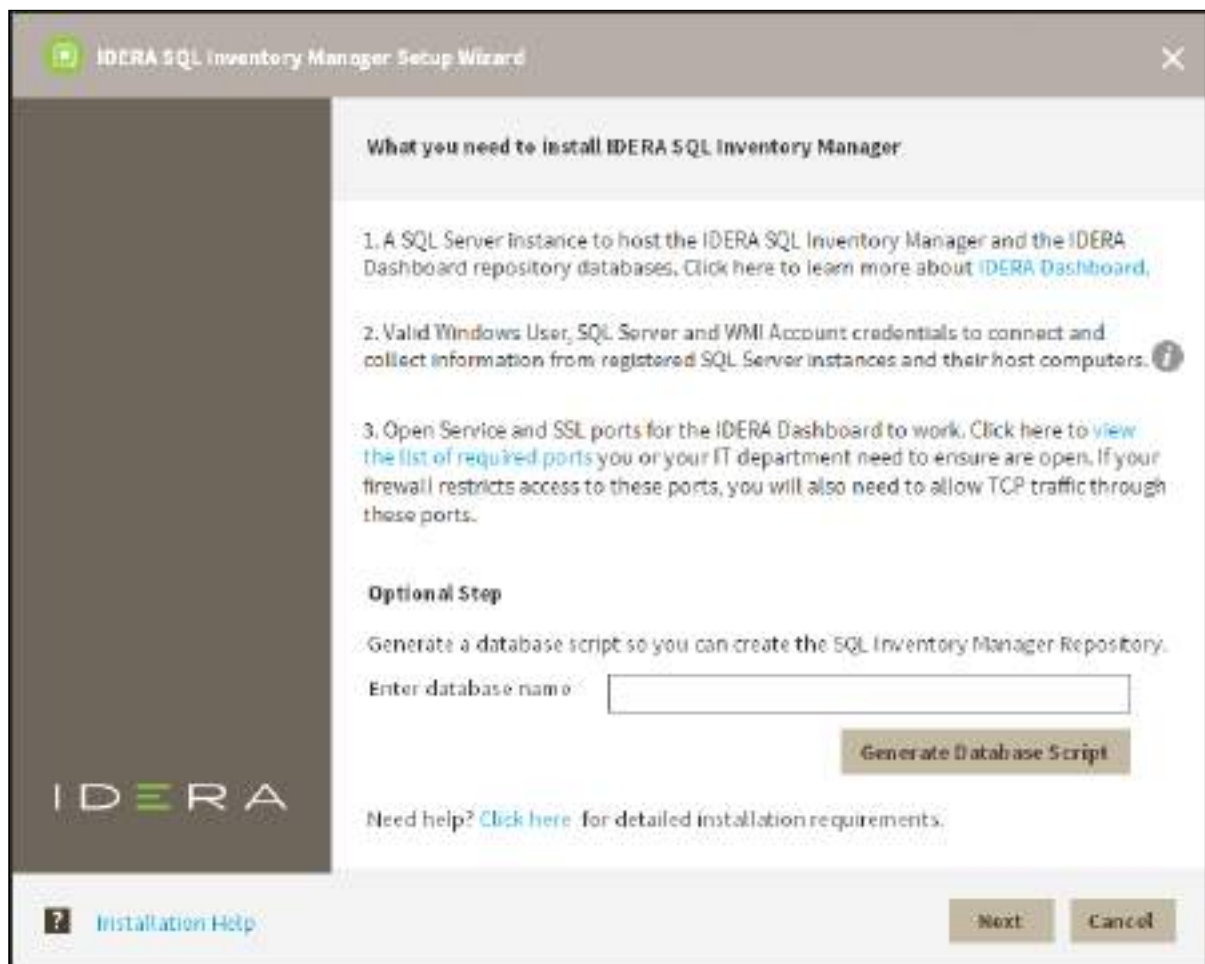 IDERA SQL Inventory Manager Setup Wizard
What you need to install IDERA SQL Inventory Manager
1. A SQL Server instance to host the IDERA SQL Inventory Manager and the IDERA
Dashboard repository databases. Click here to learn more about IDERA Dashboard.
2. Valid Windows User, SQL Server and WMI Account credentials to connect and
collect information from registered SQL Server instances and their host computers.
3. Open Service and SSL ports for the IDERA Dashboard to work. Click here to view
the list of required ports you or your IT department need to ensure are open. If your
firewall restricts access to these ports, you will also need to allow TCP traffic through
these ports.
Optional Step
Generate a database script so you can create the SQL Inventory Manager Repository.
Enter database name
Generate Database Script
IDERA
Need help? Click here for detailed installation requirements.
? Installation Help
Next
Cancel